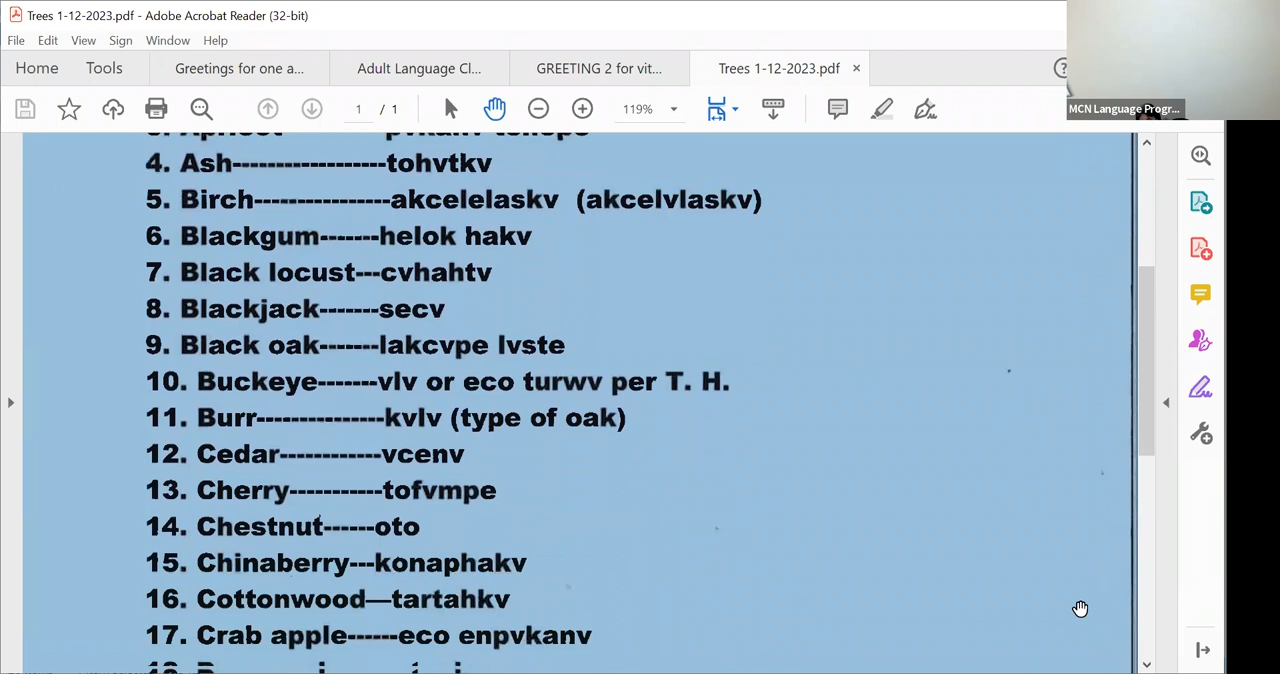 Trees 1-12-2023.pdf - Adobe Acrobat Reader (32-bit)
File Edit View Sign Window Help
Home Tools Greetings for one a... Adult Language Cl... GREETING 2 for vit... Trees 1-12-2023.pdf ×
1 / 1 119%
MCN Language Progr...
4. Ash------------------tohvtkv
5. Birch----------------akcelelaskv (akcelvlaskv)
6. Blackgum-------helok hakv
7. Black locust---cvhahtv
8. Blackjack-------secv
9. Black oak-------lakcvpe lvste
10. Buckeye-------vlv or eco turwv per T. H.
11. Burr---------------kvlv (type of oak)
12. Cedar------------vcenv
13. Cherry-----------tofvmpe
14. Chestnut------oto
15. Chinaberry---konaphakv
16. Cottonwood—tartahkv
17. Crab apple------eco enpvkanv